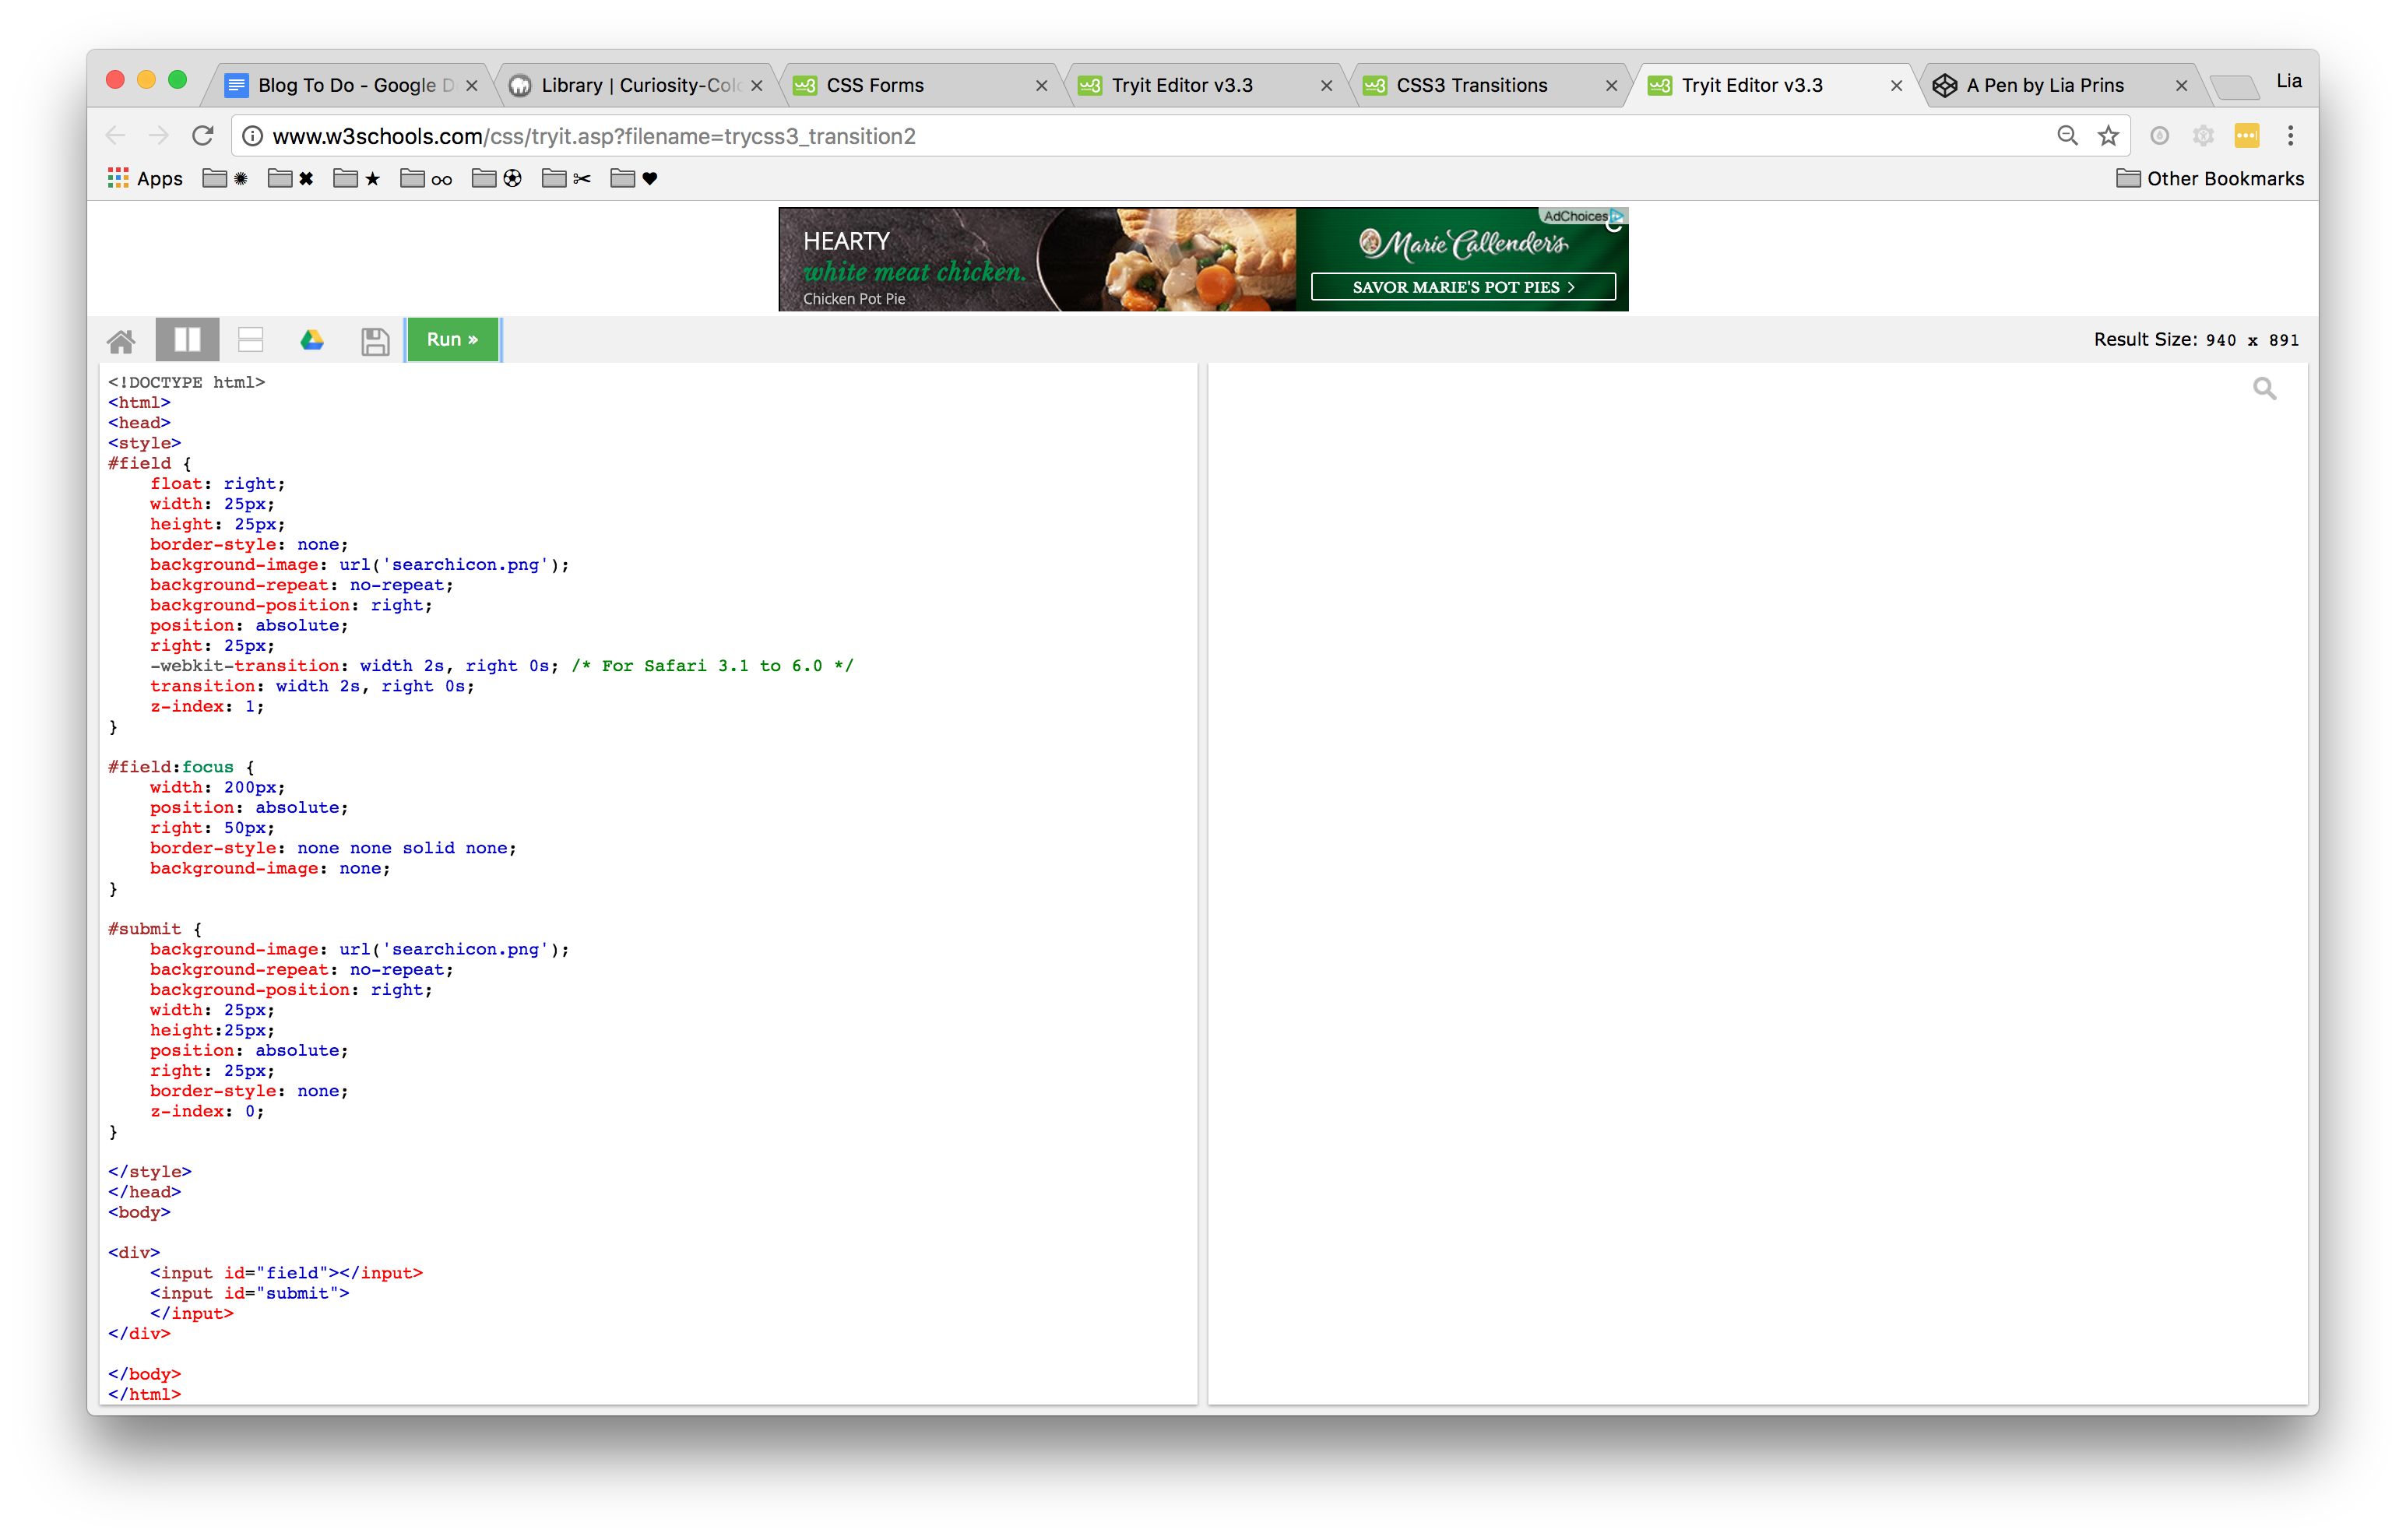 Blog To Do - Google D
Library | Curiosity-Colo
CSS Forms
Tryit Editor v3.3
CSS3 Transitions
Tryit Editor v3.3
A Pen by Lia Prins
Lia
www.w3schools.com/css/tryit.asp?filename=trycss3_transition2
Apps
Other Bookmarks
HEARTY
white meat chicken.
Chicken Pot Pie
Marie Callender's
SAVOR MARIE'S POT PIES >
AdChoices
Run »
Result Size: 940 x 891
<!DOCTYPE html>
<html>
<head>
<style>
#field {
    float: right;
    width: 25px;
    height: 25px;
    border-style: none;
    background-image: url('searchicon.png');
    background-repeat: no-repeat;
    background-position: right;
    position: absolute;
    right: 25px;
    -webkit-transition: width 2s, right 0s; /* For Safari 3.1 to 6.0 */
    transition: width 2s, right 0s;
    z-index: 1;
}
#field:focus {
    width: 200px;
    position: absolute;
    right: 50px;
    border-style: none none solid none;
    background-image: none;
}
#submit {
    background-image: url('searchicon.png');
    background-repeat: no-repeat;
    background-position: right;
    width: 25px;
    height:25px;
    position: absolute;
    right: 25px;
    border-style: none;
    z-index: 0;
}
</style>
</head>
<body>
<div>
    <input id="field"></input>
    <input id="submit">
    </input>
</div>
</body>
</html>